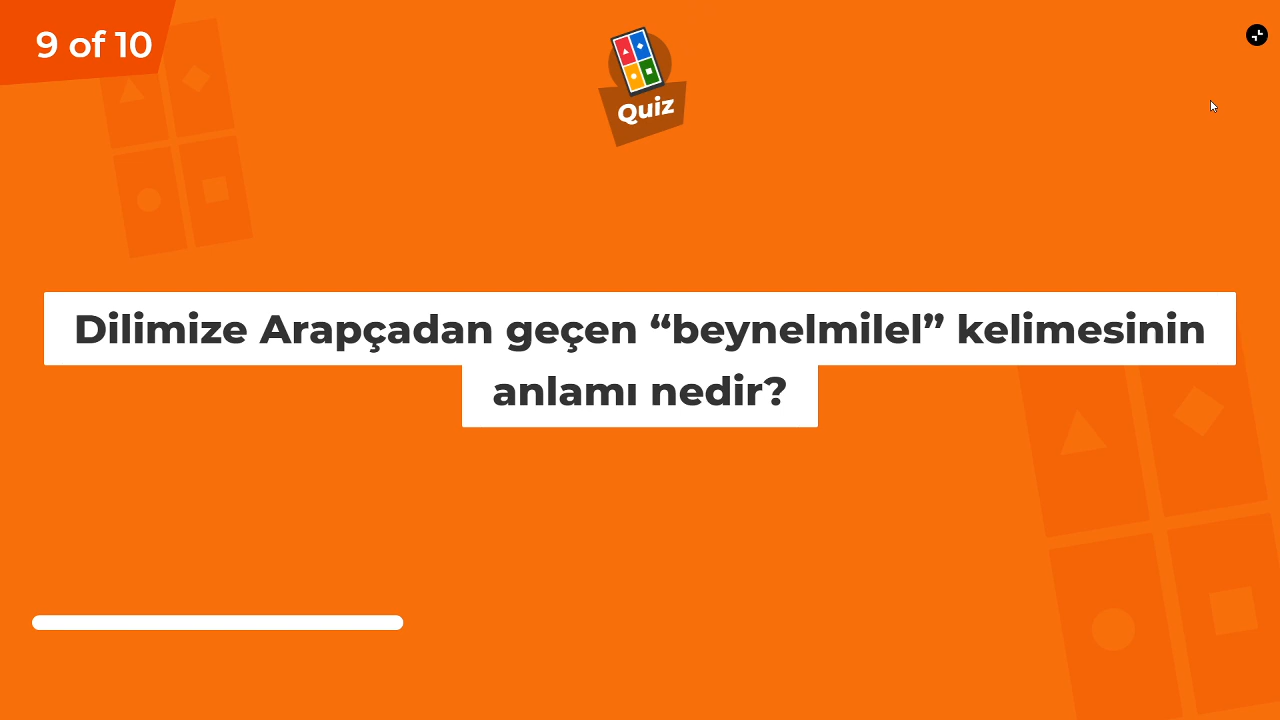 9 of 10
Quiz
Dilimize Arapçadan geçen “beynelmilel” kelimesinin
anlamı nedir?